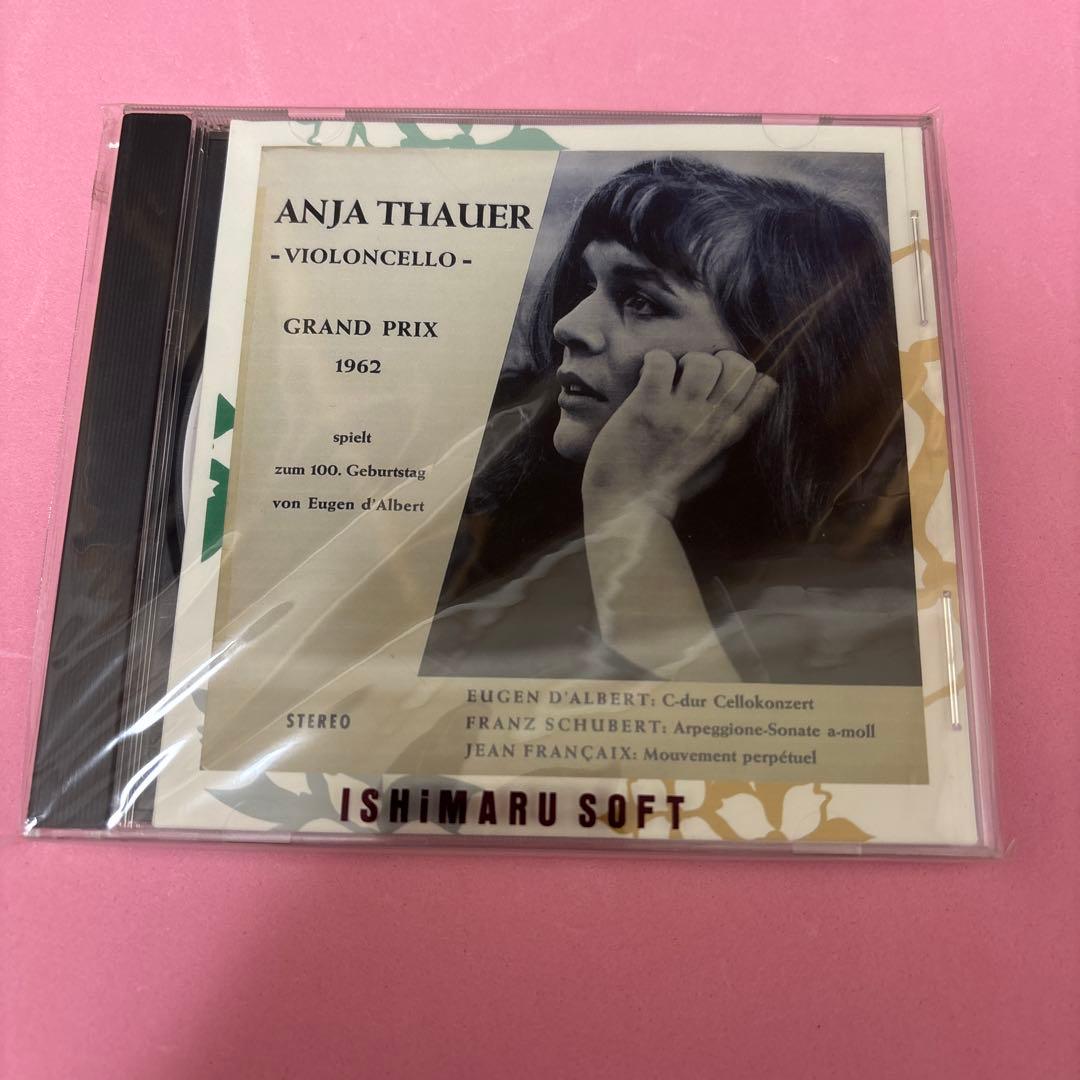 ANJA THAUER
- VIOLONCELLO -
GRAND PRIX
1962
spielt
zum 100. Geburtstag
von Eugen d'Albert
STEREO
EUGEN D'ALBERT: C-dur Cellokonzert
FRANZ SCHUBERT: Arpeggione-Sonate a-moll
JEAN FRANÇAIX: Mouvement perpétuel
ISHiMARU SOFT